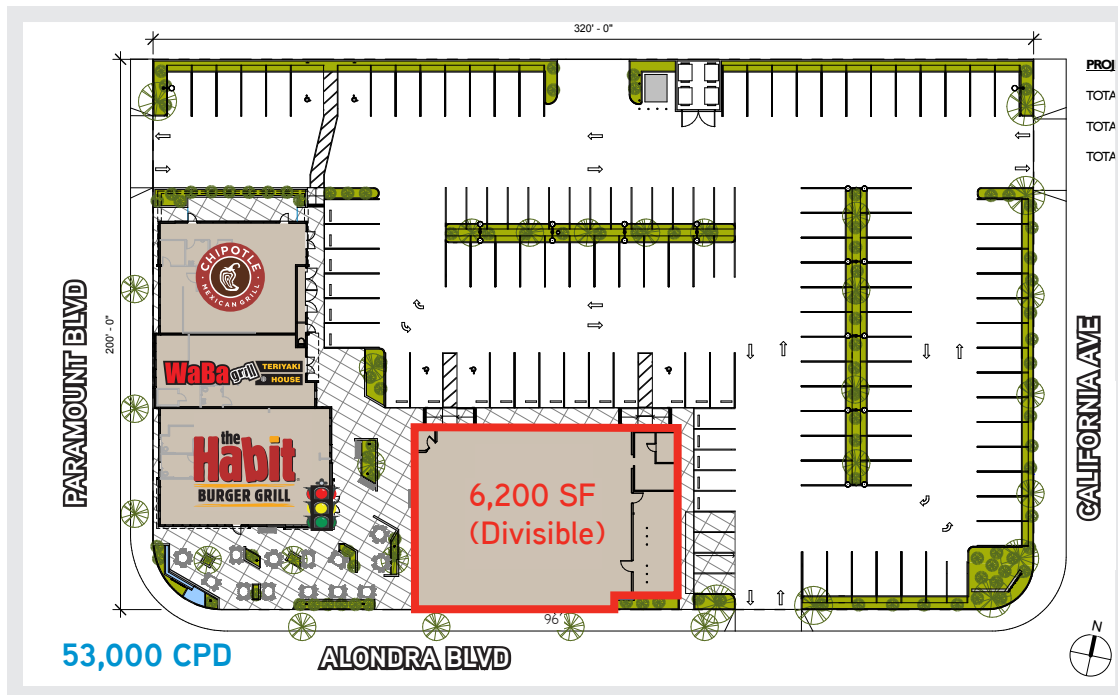 320' - 0"
200' - 0"
PROJ
TOTA
TOTA
TOTA
CHIPOTLE
MEXICAN GRILL
WaBa grill TERIYAKI
HOUSE
the
Habit
BURGER GRILL
6,200 SF
(Divisible)
PARAMOUNT BLVD
CALIFORNIA AVE
96'
53,000 CPD
ALONDRA BLVD
N